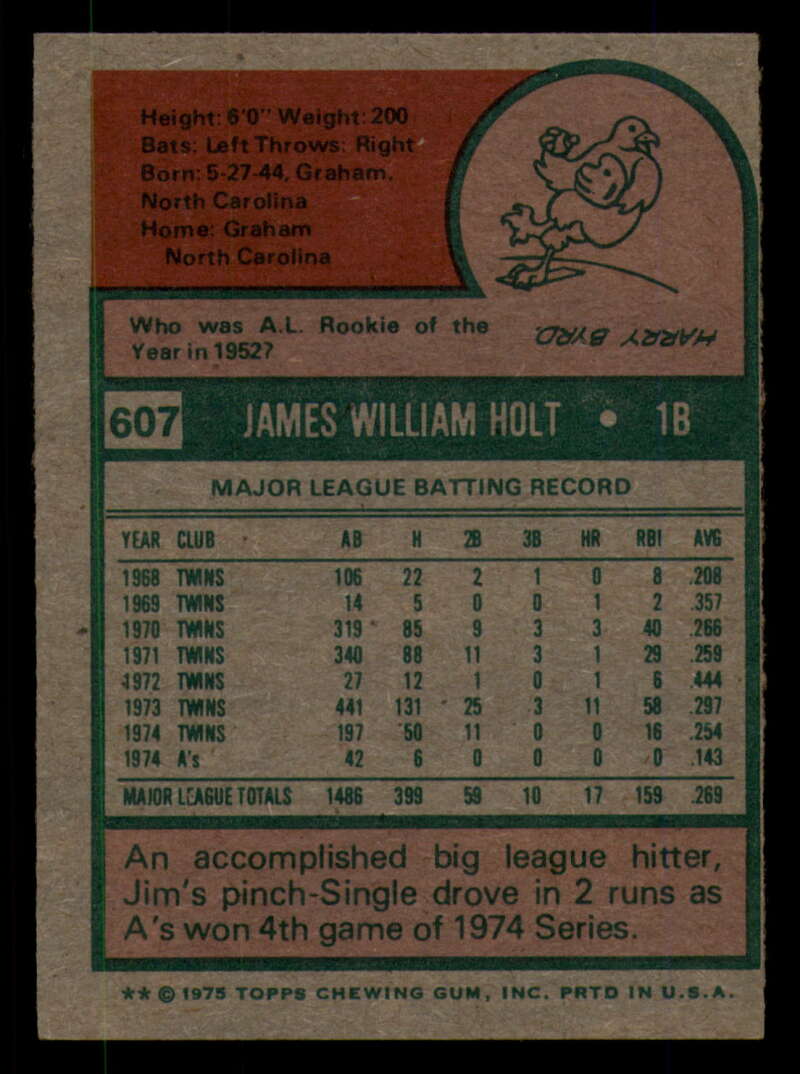 Height: 6'0" Weight: 200
Bats: Left Throws: Right
Born: 5-27-44, Graham,
North Carolina
Home: Graham
North Carolina
Who was A.L. Rookie of the
Year in 1952?
HARRY BYRD.
607 JAMES WILLIAM HOLT • 1B
MAJOR LEAGUE BATTING RECORD
YEAR CLUB AB H 2B 3B HR RBI AVG
1968 TWINS 106 22 2 1 0 8 .208
1969 TWINS 14 5 0 0 1 2 .357
1970 TWINS 319 85 9 3 3 40 .266
1971 TWINS 340 88 11 3 1 29 .259
1972 TWINS 27 12 1 0 1 6 .444
1973 TWINS 441 131 25 3 11 58 .297
1974 TWINS 197 50 11 0 0 16 .254
1974 A's 42 6 0 0 0 0 .143
MAJOR LEAGUE TOTALS 1486 399 59 10 17 159 .269
An accomplished big league hitter,
Jim's pinch-Single drove in 2 runs as
A's won 4th game of 1974 Series.
** © 1975 TOPPS CHEWING GUM, INC. PRTD IN U.S.A.